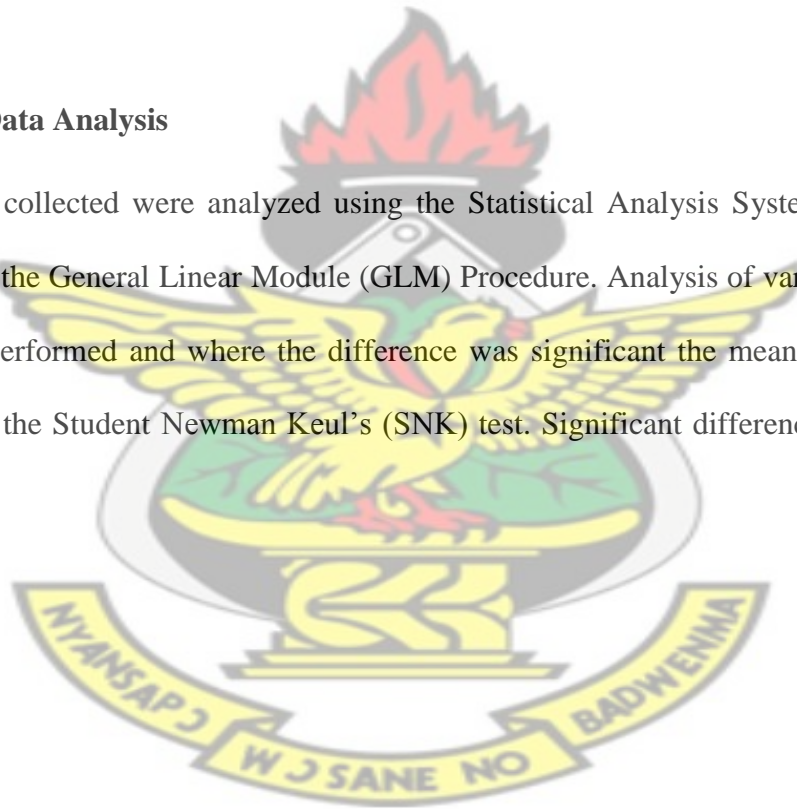 Data Analysis
collected were analyzed using the Statistical Analysis Syste
the General Linear Module (GLM) Procedure. Analysis of var
erformed and where the difference was significant the mean
the Student Newman Keul’s (SNK) test. Significant differenc
NYANSAPƆ
WƆ SANE NO
BADWENMA